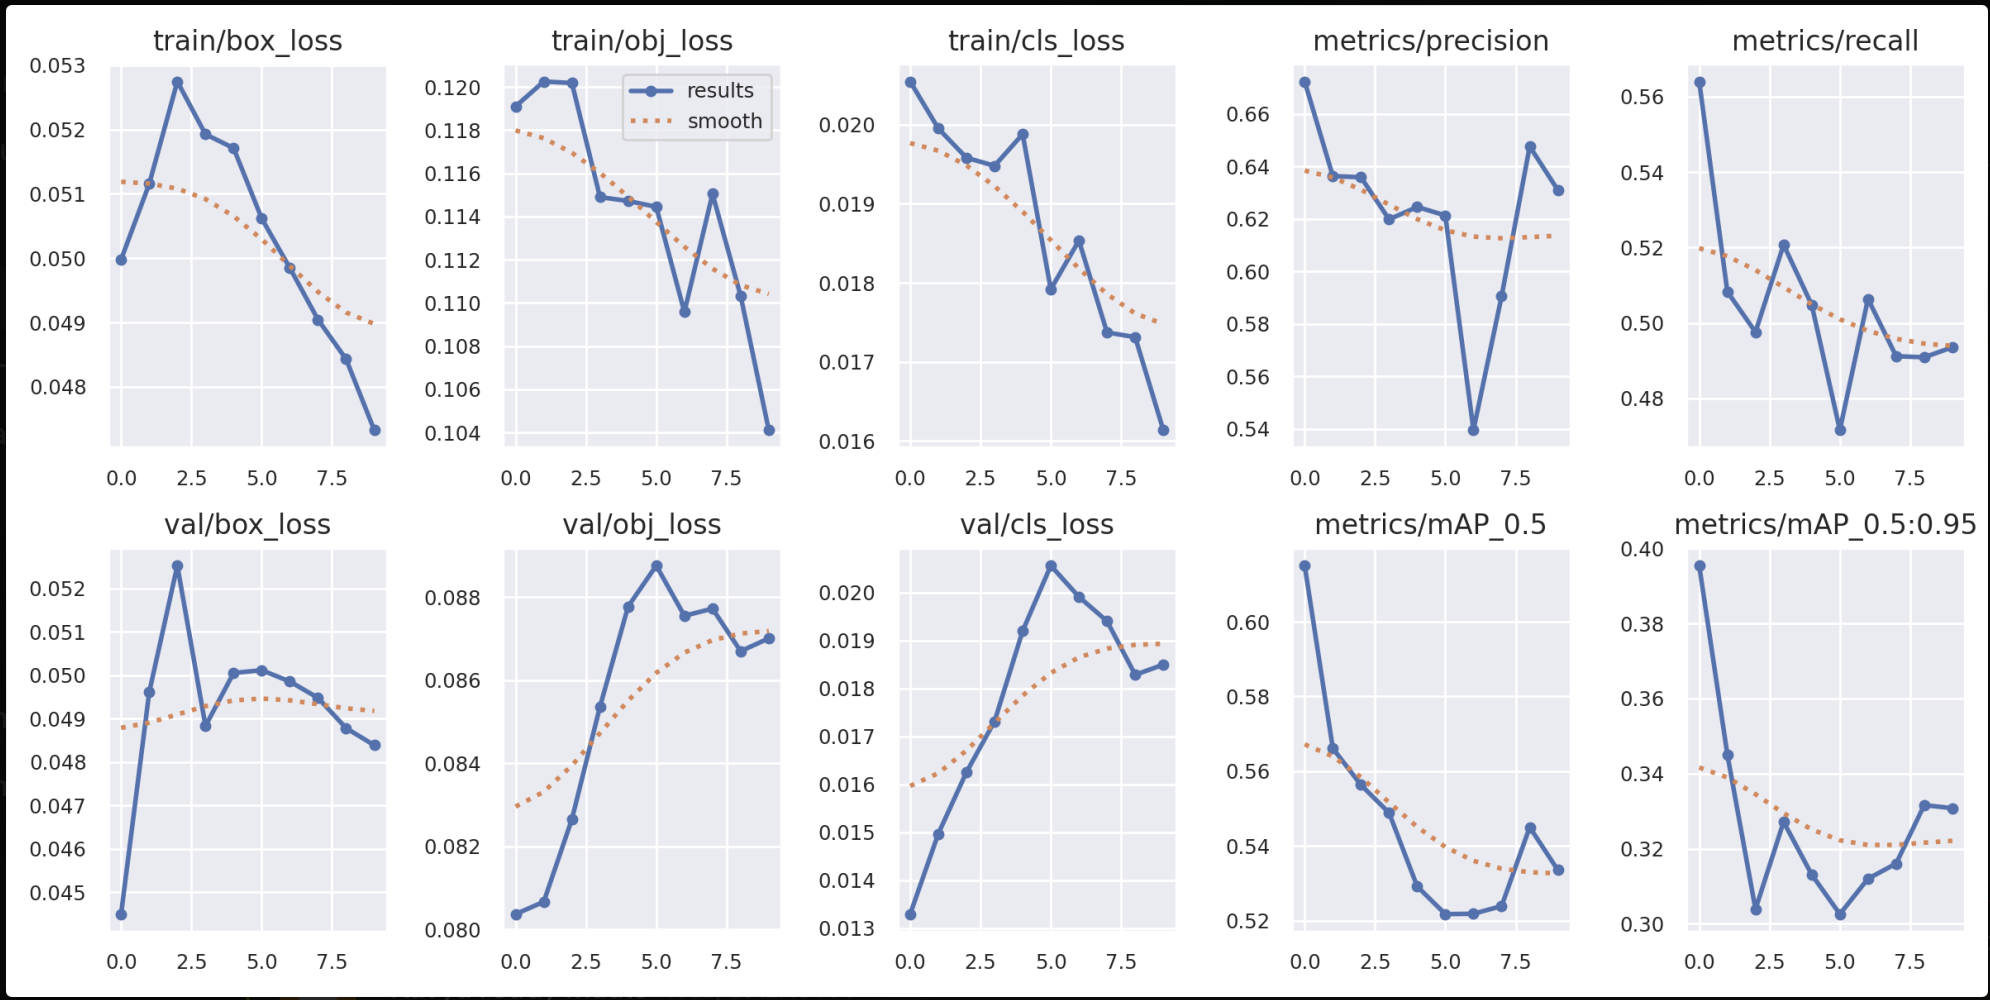 train/box_loss
0.053
0.052
0.051
0.050
0.049
0.048
0.0 2.5 5.0 7.5
train/obj_loss
results
smooth
0.120
0.118
0.116
0.114
0.112
0.110
0.108
0.106
0.104
0.0 2.5 5.0 7.5
train/cls_loss
0.020
0.019
0.018
0.017
0.016
0.0 2.5 5.0 7.5
metrics/precision
0.66
0.64
0.62
0.60
0.58
0.56
0.54
0.0 2.5 5.0 7.5
metrics/recall
0.56
0.54
0.52
0.50
0.48
0.0 2.5 5.0 7.5
val/box_loss
0.052
0.051
0.050
0.049
0.048
0.047
0.046
0.045
0.0 2.5 5.0 7.5
val/obj_loss
0.088
0.086
0.084
0.082
0.080
0.0 2.5 5.0 7.5
val/cls_loss
0.020
0.019
0.018
0.017
0.016
0.015
0.014
0.013
0.0 2.5 5.0 7.5
metrics/mAP_0.5
0.60
0.58
0.56
0.54
0.52
0.0 2.5 5.0 7.5
metrics/mAP_0.5:0.95
0.40
0.38
0.36
0.34
0.32
0.30
0.0 2.5 5.0 7.5